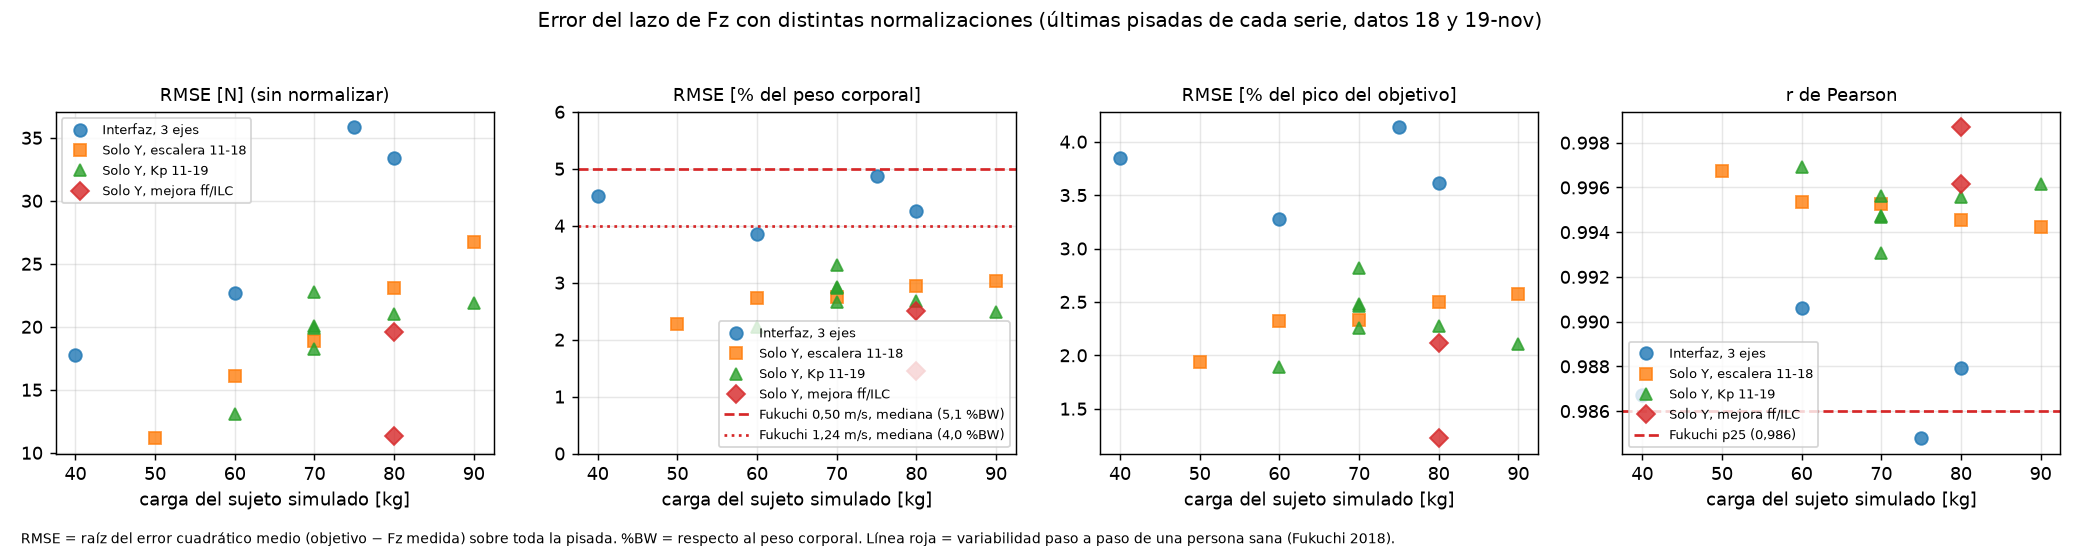 Error del lazo de Fz con distintas normalizaciones (últimas pisadas de cada serie, datos 18 y 19-nov)
RMSE [N] (sin normalizar)
35
30
25
20
15
10
40 50 60 70 80 90
carga del sujeto simulado [kg]
Interfaz, 3 ejes
Solo Y, escalera 11-18
Solo Y, Kp 11-19
Solo Y, mejora ff/ILC
RMSE [% del peso corporal]
6
5
4
3
2
1
0
40 50 60 70 80 90
carga del sujeto simulado [kg]
Interfaz, 3 ejes
Solo Y, escalera 11-18
Solo Y, Kp 11-19
Solo Y, mejora ff/ILC
Fukuchi 0,50 m/s, mediana (5,1 %BW)
Fukuchi 1,24 m/s, mediana (4,0 %BW)
RMSE [% del pico del objetivo]
4.0
3.5
3.0
2.5
2.0
1.5
40 50 60 70 80 90
carga del sujeto simulado [kg]
r de Pearson
0.998
0.996
0.994
0.992
0.990
0.988
0.986
40 50 60 70 80 90
carga del sujeto simulado [kg]
Interfaz, 3 ejes
Solo Y, escalera 11-18
Solo Y, Kp 11-19
Solo Y, mejora ff/ILC
Fukuchi p25 (0,986)
RMSE = raíz del error cuadrático medio (objetivo − Fz medida) sobre toda la pisada. %BW = respecto al peso corporal. Línea roja = variabilidad paso a paso de una persona sana (Fukuchi 2018).